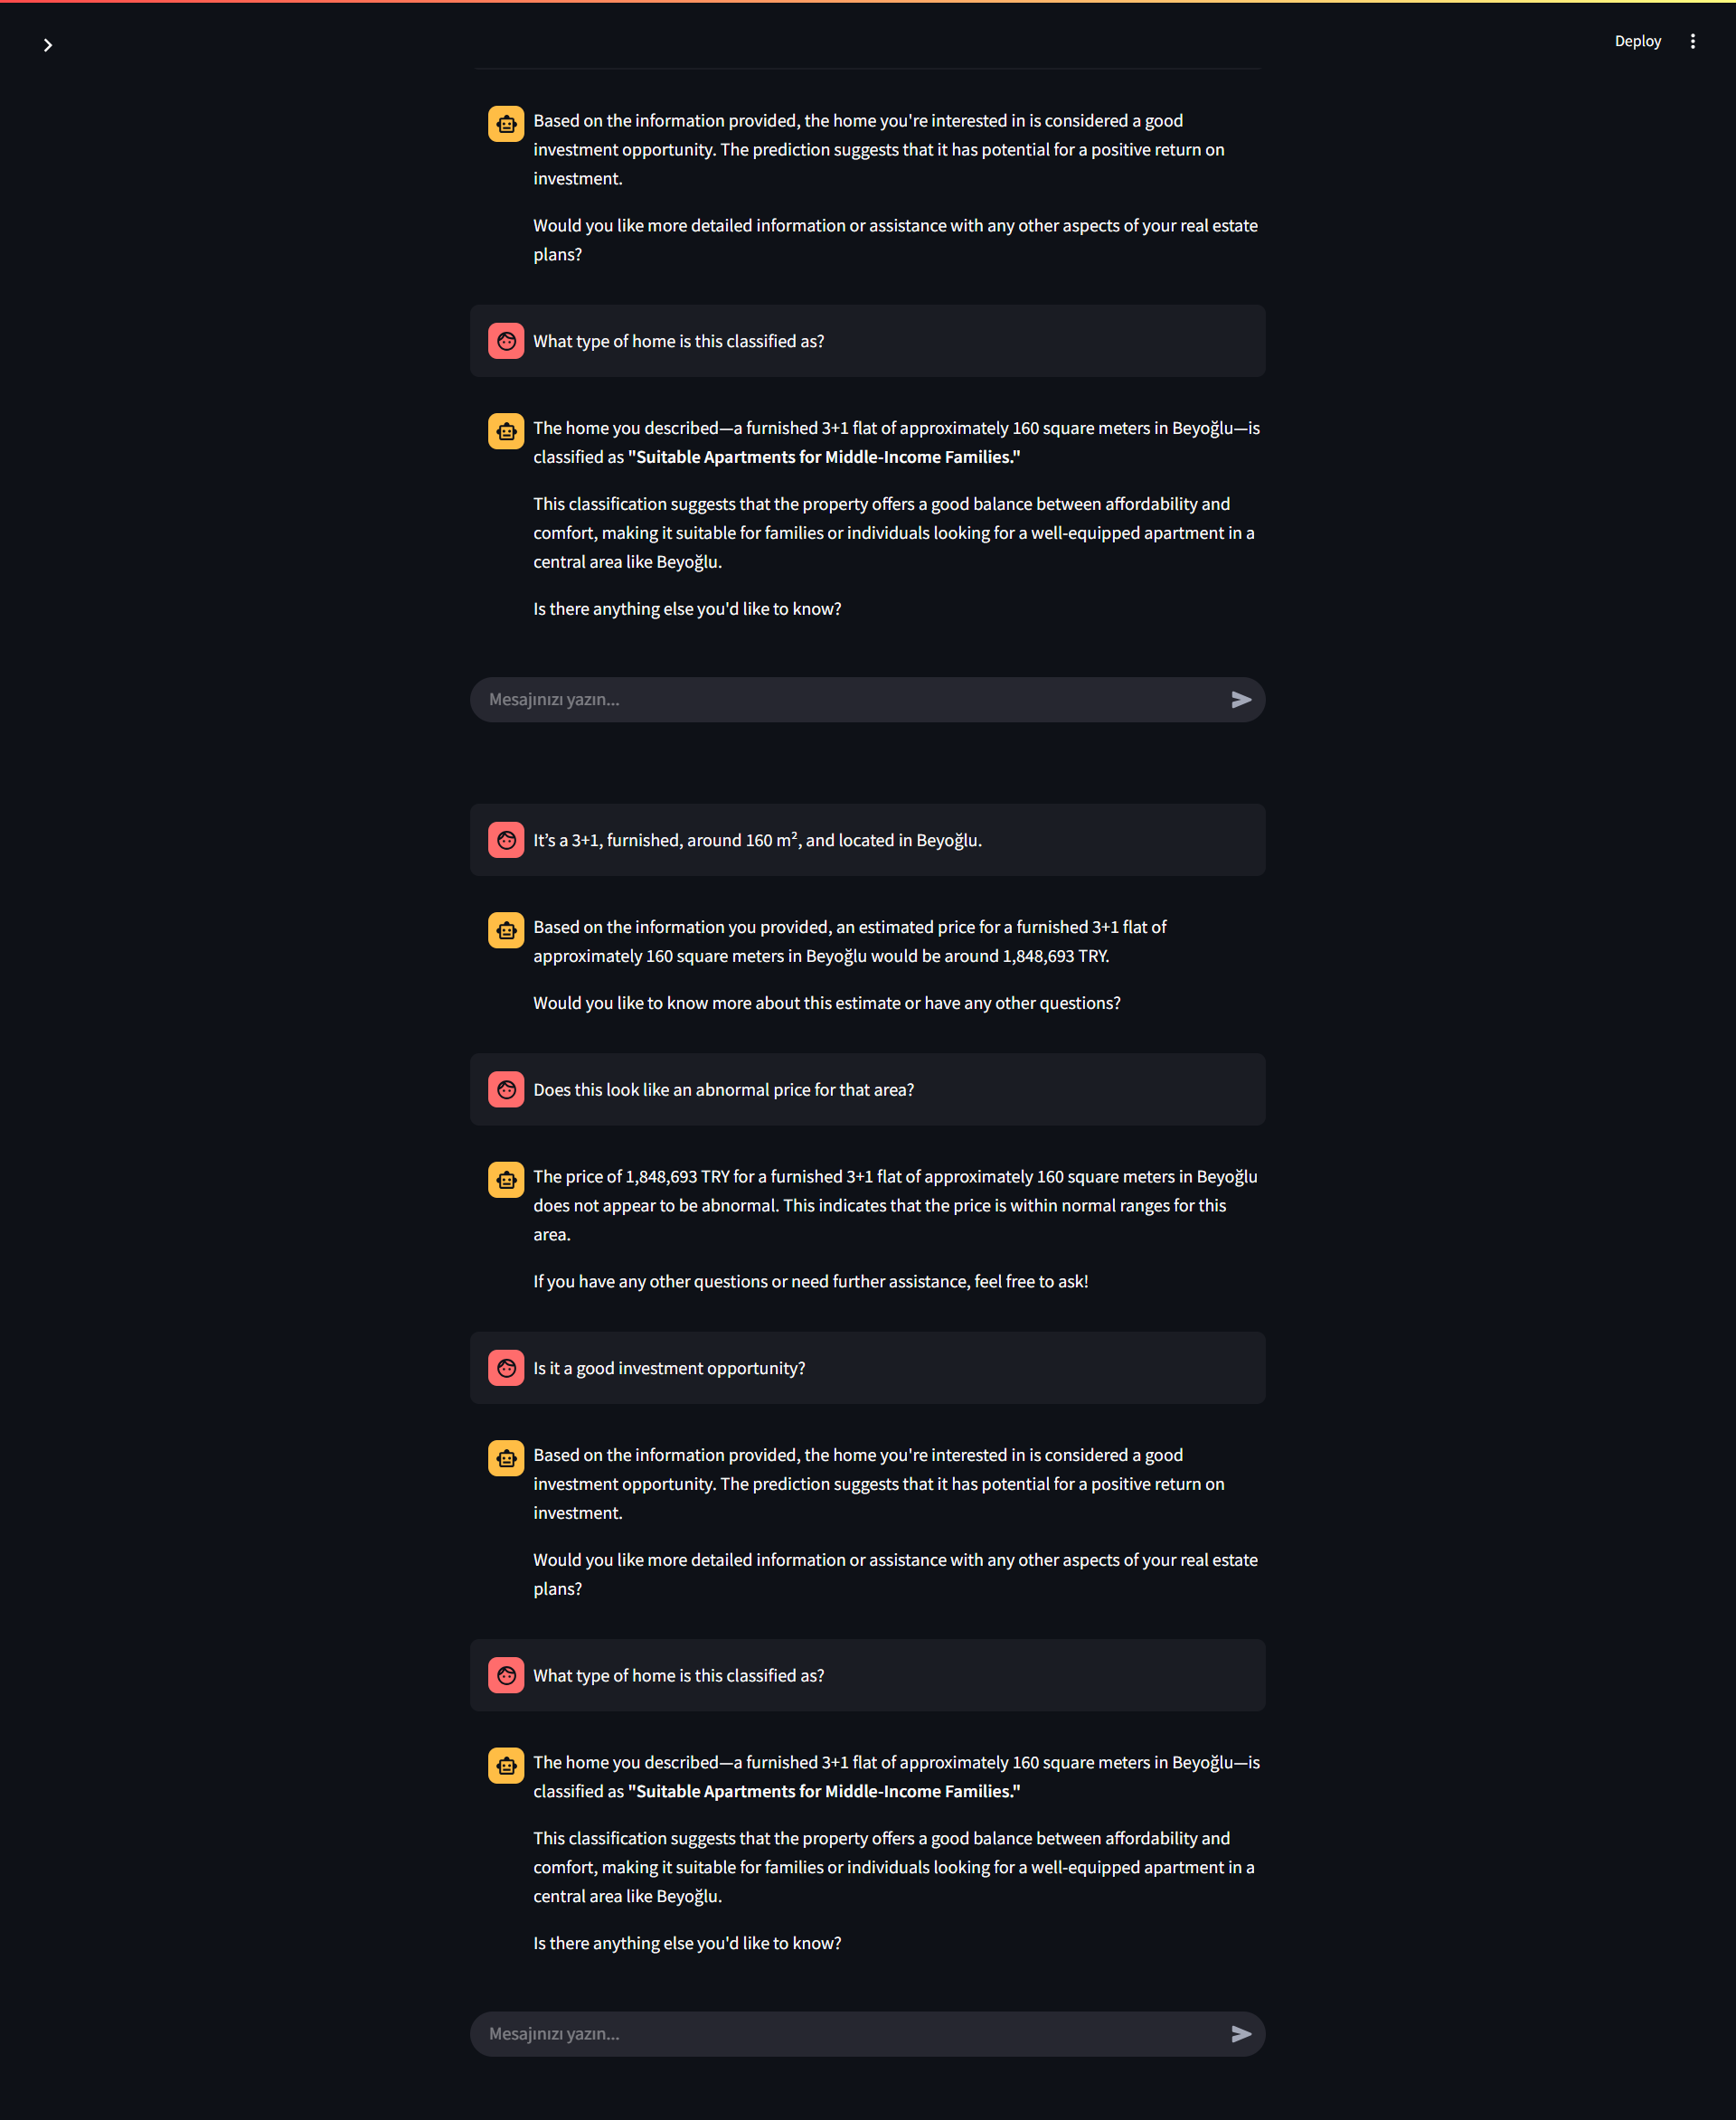 Deploy
Based on the information provided, the home you're interested in is considered a good
investment opportunity. The prediction suggests that it has potential for a positive return on
investment.
Would you like more detailed information or assistance with any other aspects of your real estate
plans?
What type of home is this classified as?
The home you described—a furnished 3+1 flat of approximately 160 square meters in Beyoğlu—is
classified as "Suitable Apartments for Middle-Income Families."
This classification suggests that the property offers a good balance between affordability and
comfort, making it suitable for families or individuals looking for a well-equipped apartment in a
central area like Beyoğlu.
Is there anything else you'd like to know?
Mesajınızı yazın...
It’s a 3+1, furnished, around 160 m², and located in Beyoğlu.
Based on the information you provided, an estimated price for a furnished 3+1 flat of
approximately 160 square meters in Beyoğlu would be around 1,848,693 TRY.
Would you like to know more about this estimate or have any other questions?
Does this look like an abnormal price for that area?
The price of 1,848,693 TRY for a furnished 3+1 flat of approximately 160 square meters in Beyoğlu
does not appear to be abnormal. This indicates that the price is within normal ranges for this
area.
If you have any other questions or need further assistance, feel free to ask!
Is it a good investment opportunity?
Based on the information provided, the home you're interested in is considered a good
investment opportunity. The prediction suggests that it has potential for a positive return on
investment.
Would you like more detailed information or assistance with any other aspects of your real estate
plans?
What type of home is this classified as?
The home you described—a furnished 3+1 flat of approximately 160 square meters in Beyoğlu—is
classified as "Suitable Apartments for Middle-Income Families."
This classification suggests that the property offers a good balance between affordability and
comfort, making it suitable for families or individuals looking for a well-equipped apartment in a
central area like Beyoğlu.
Is there anything else you'd like to know?
Mesajınızı yazın...